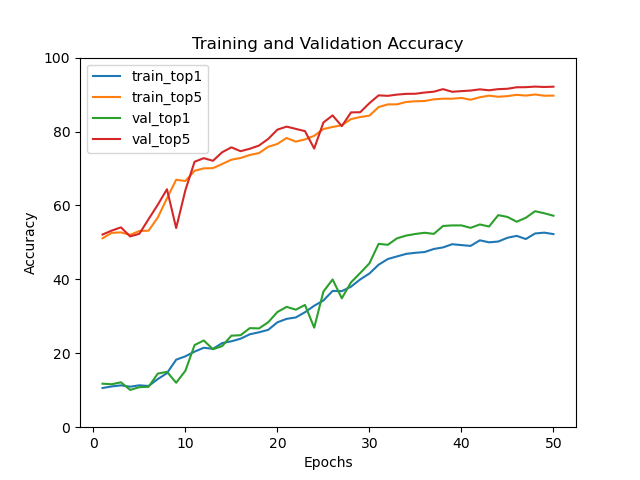 Training and Validation Accuracy
train_top1
train_top5
val_top1
val_top5
100
80
60
40
20
0
Accuracy
0 10 20 30 40 50
Epochs